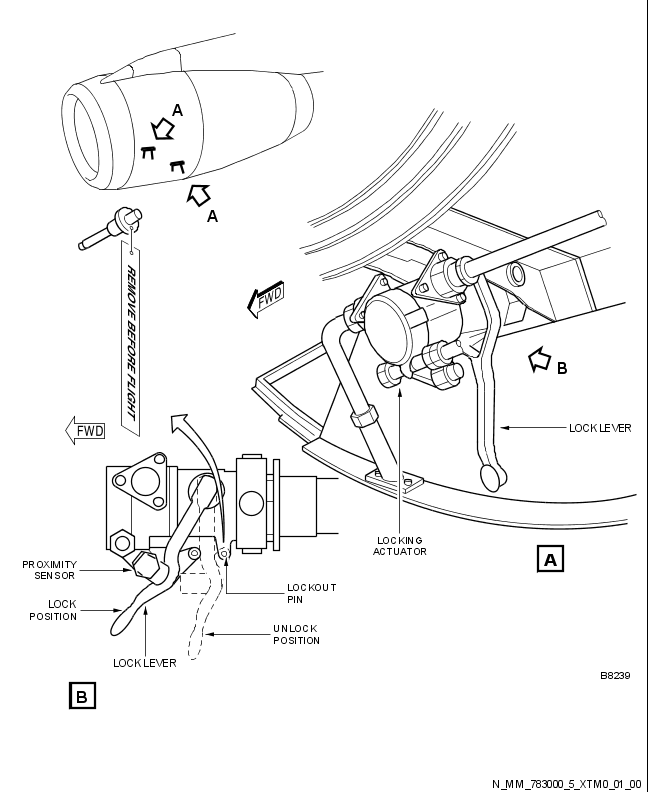 A
A
REMOVE BEFORE FLIGHT
FWD
FWD
B
LOCK LEVER
LOCKING
ACTUATOR
A
PROXIMITY
SENSOR
LOCK
POSITION
LOCKOUT
PIN
UNLOCK
POSITION
LOCK LEVER
B
B8239
N_MM_783000_5_XTM0_01_00